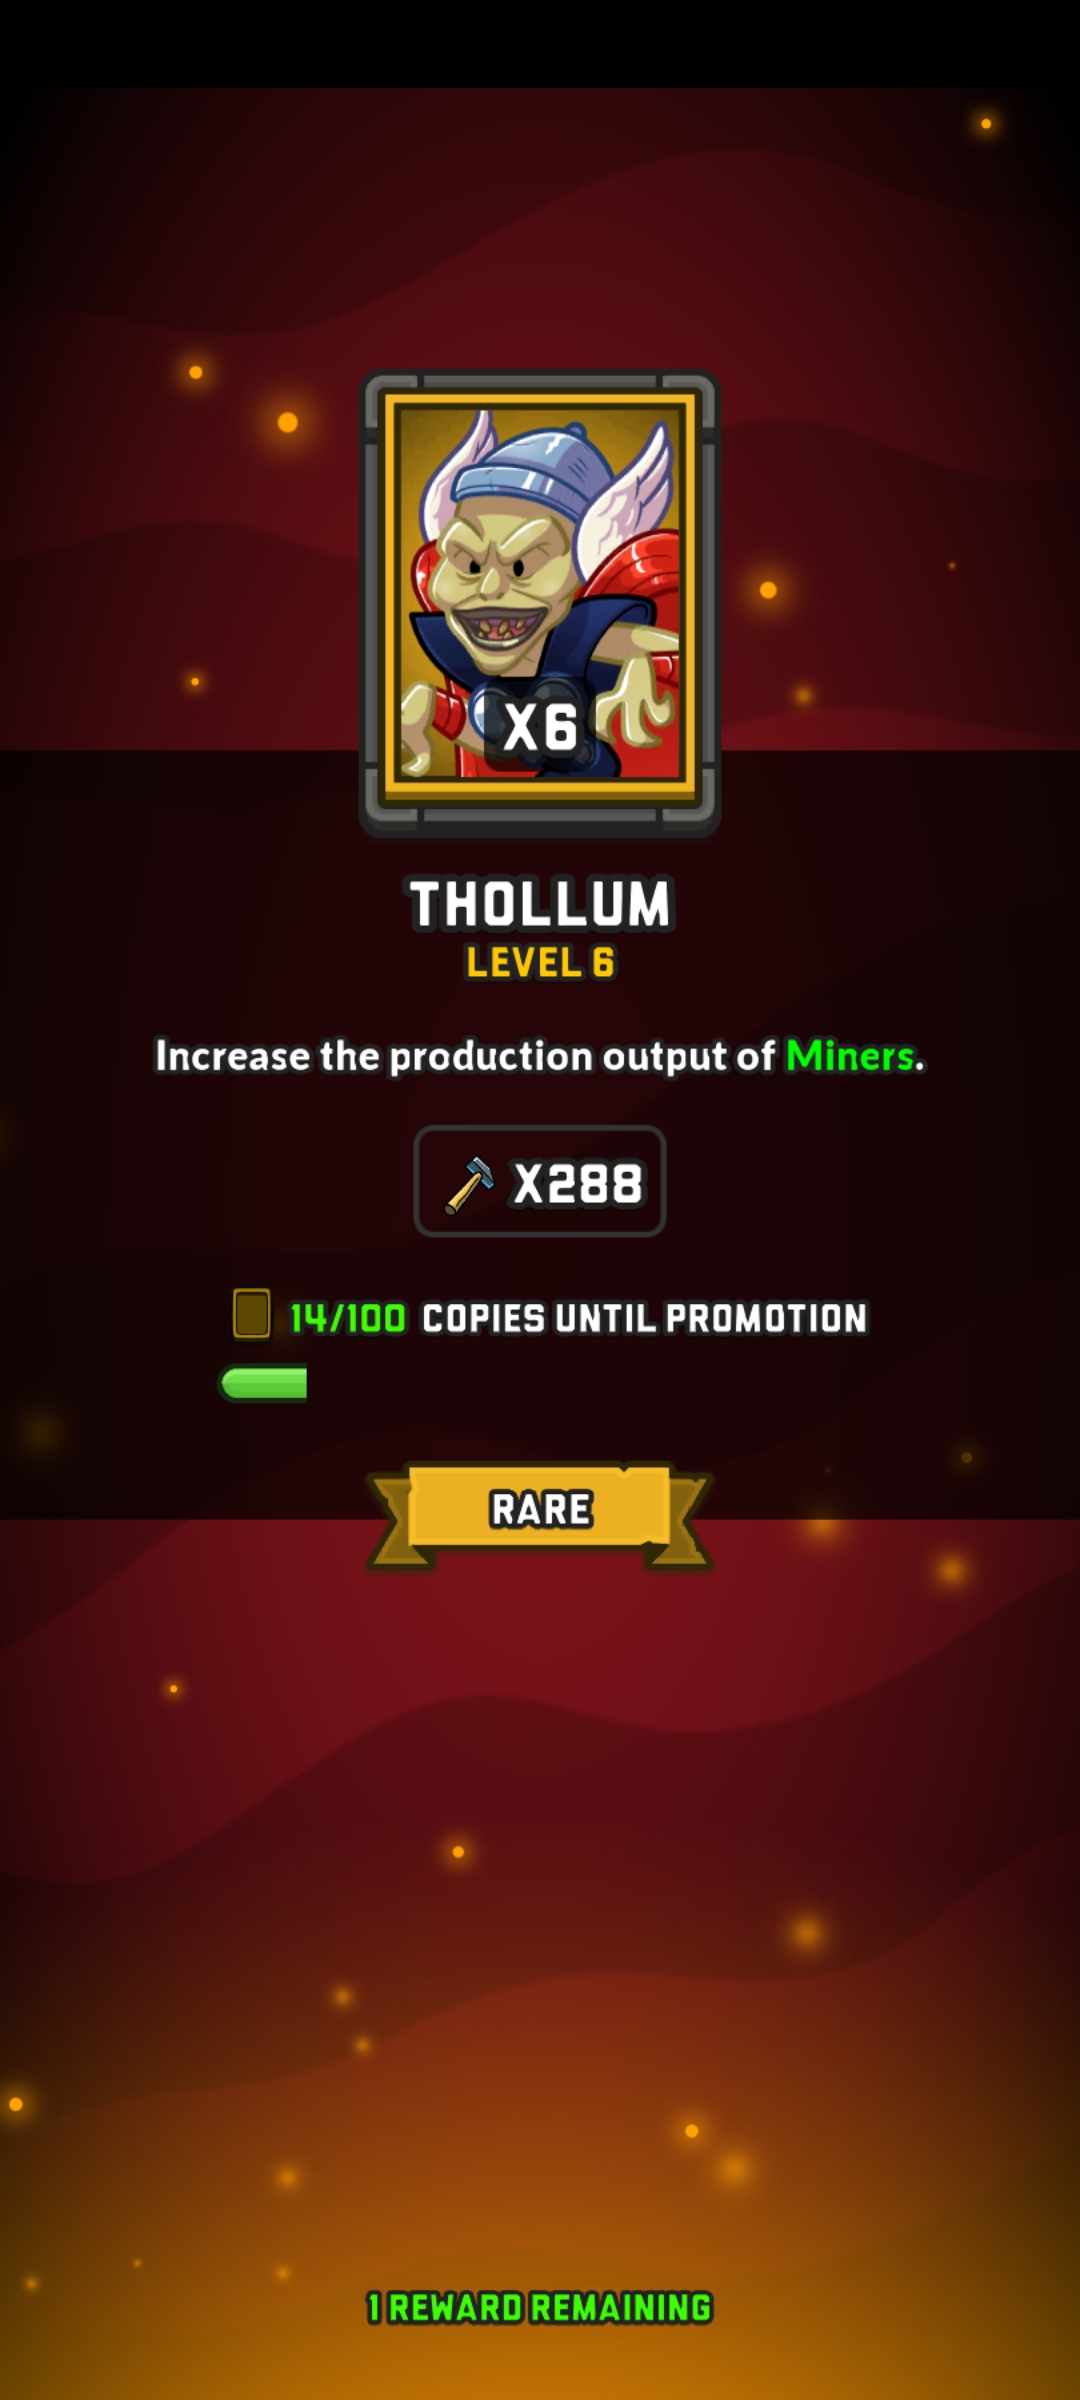 X6
THOLLUM
LEVEL 6
Increase the production output of Miners.
X288
14/100 COPIES UNTIL PROMOTION
RARE
1 REWARD REMAINING